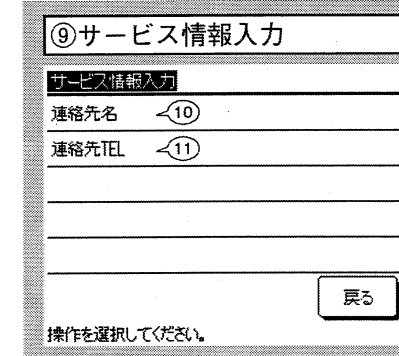 ⑨サービス情報入力
サービス情報入力
連絡先名 ⑩
連絡先TEL ⑪
戻る
操作を選択してください。